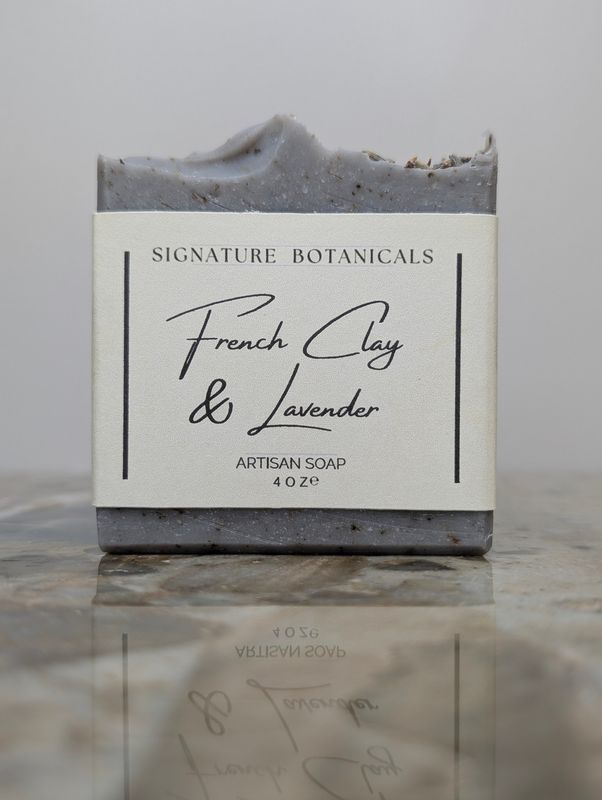 SIGNATURE BOTANICALS
French Clay
& Lavender
ARTISAN SOAP
4 OZ℮